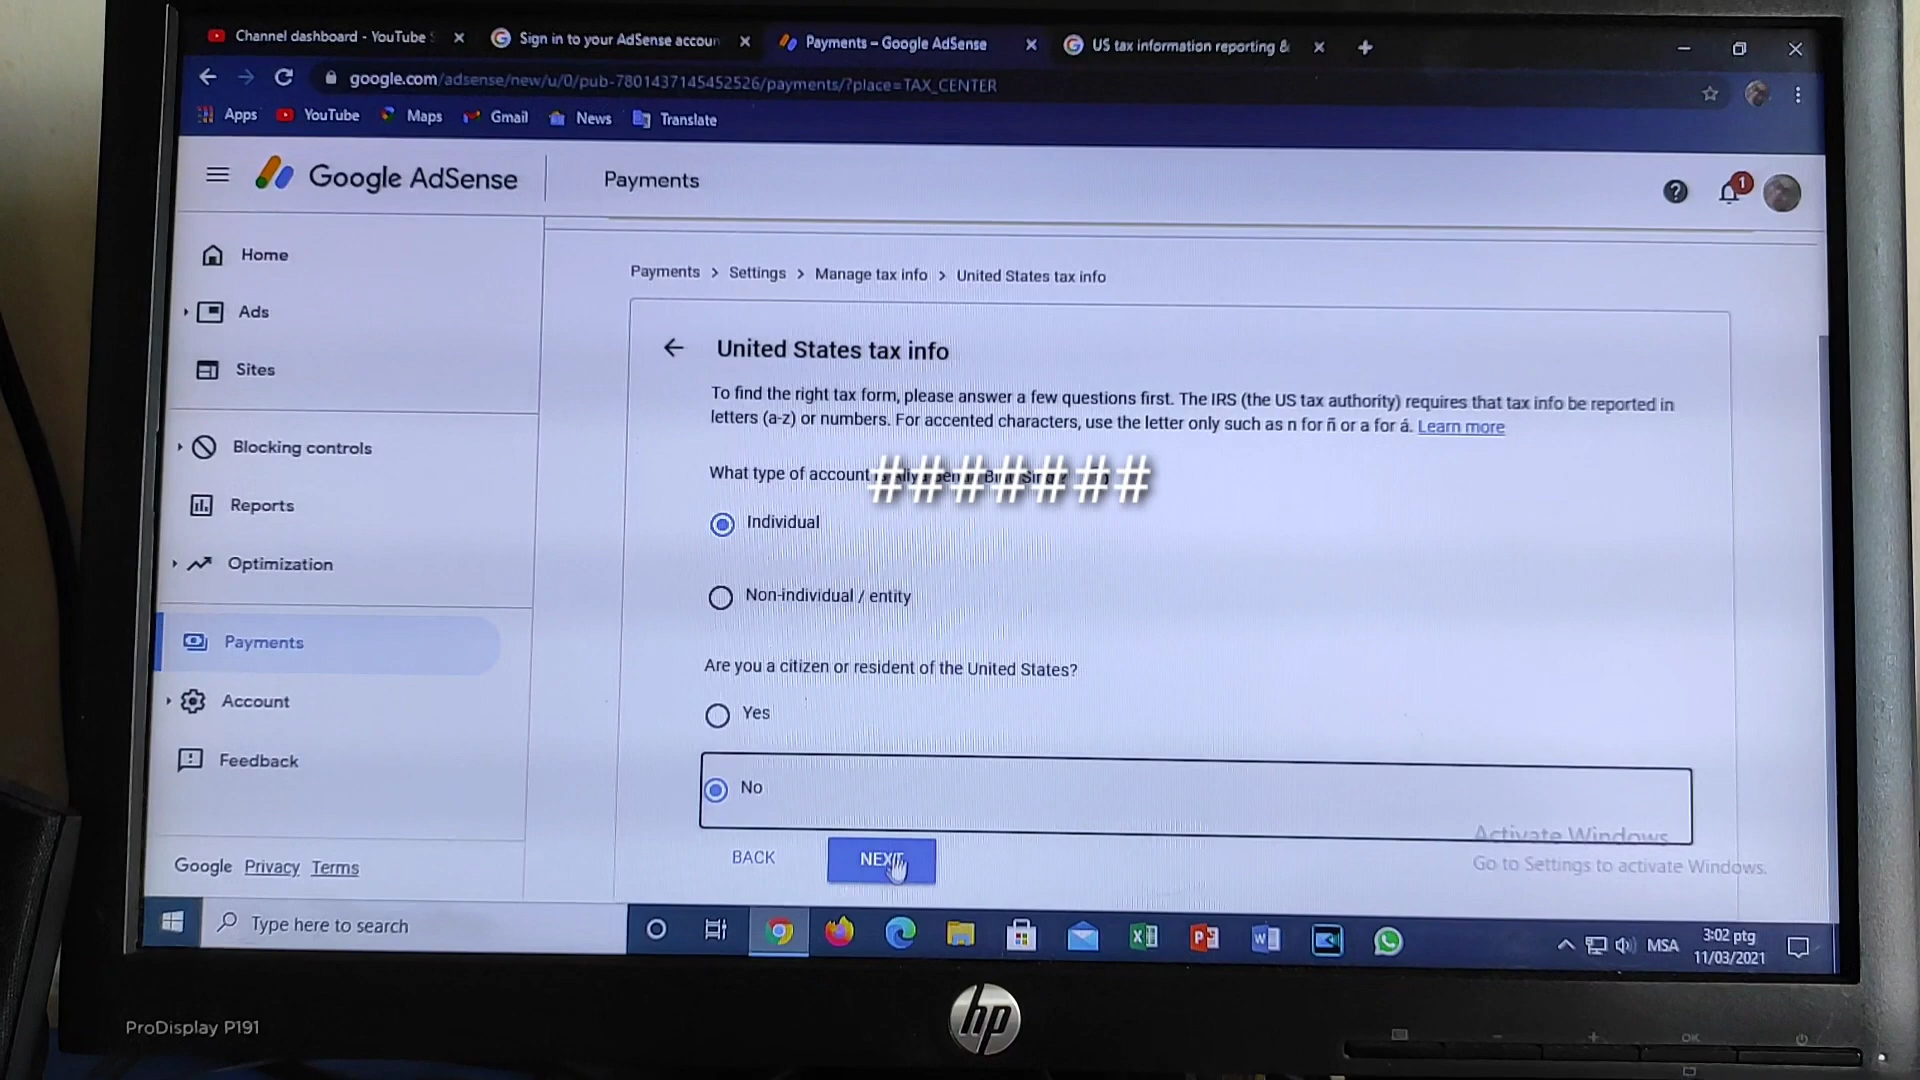 Channel dashboard - YouTube S
Sign in to your AdSense accoun
Payments – Google AdSense
US tax information reporting &
google.com/adsense/new/u/0/pub-7801437145452526/payments/?place=TAX_CENTER
Apps
YouTube
Maps
Gmail
News
Translate
Google AdSense
Payments
1
Home
Ads
Sites
Blocking controls
Reports
Optimization
Payments
Account
Feedback
Google Privacy Terms
Payments > Settings > Manage tax info > United States tax info
United States tax info
To find the right tax form, please answer a few questions first. The IRS (the US tax authority) requires that tax info be reported in
letters (a-z) or numbers. For accented characters, use the letter only such as n for ñ or a for á. Learn more
What type of account
#######
Individual
Non-individual / entity
Are you a citizen or resident of the United States?
Yes
No
BACK
NEXT
Activate Windows
Go to Settings to activate Windows.
Type here to search
MSA
3:02 ptg
11/03/2021
ProDisplay P191
hp
OK